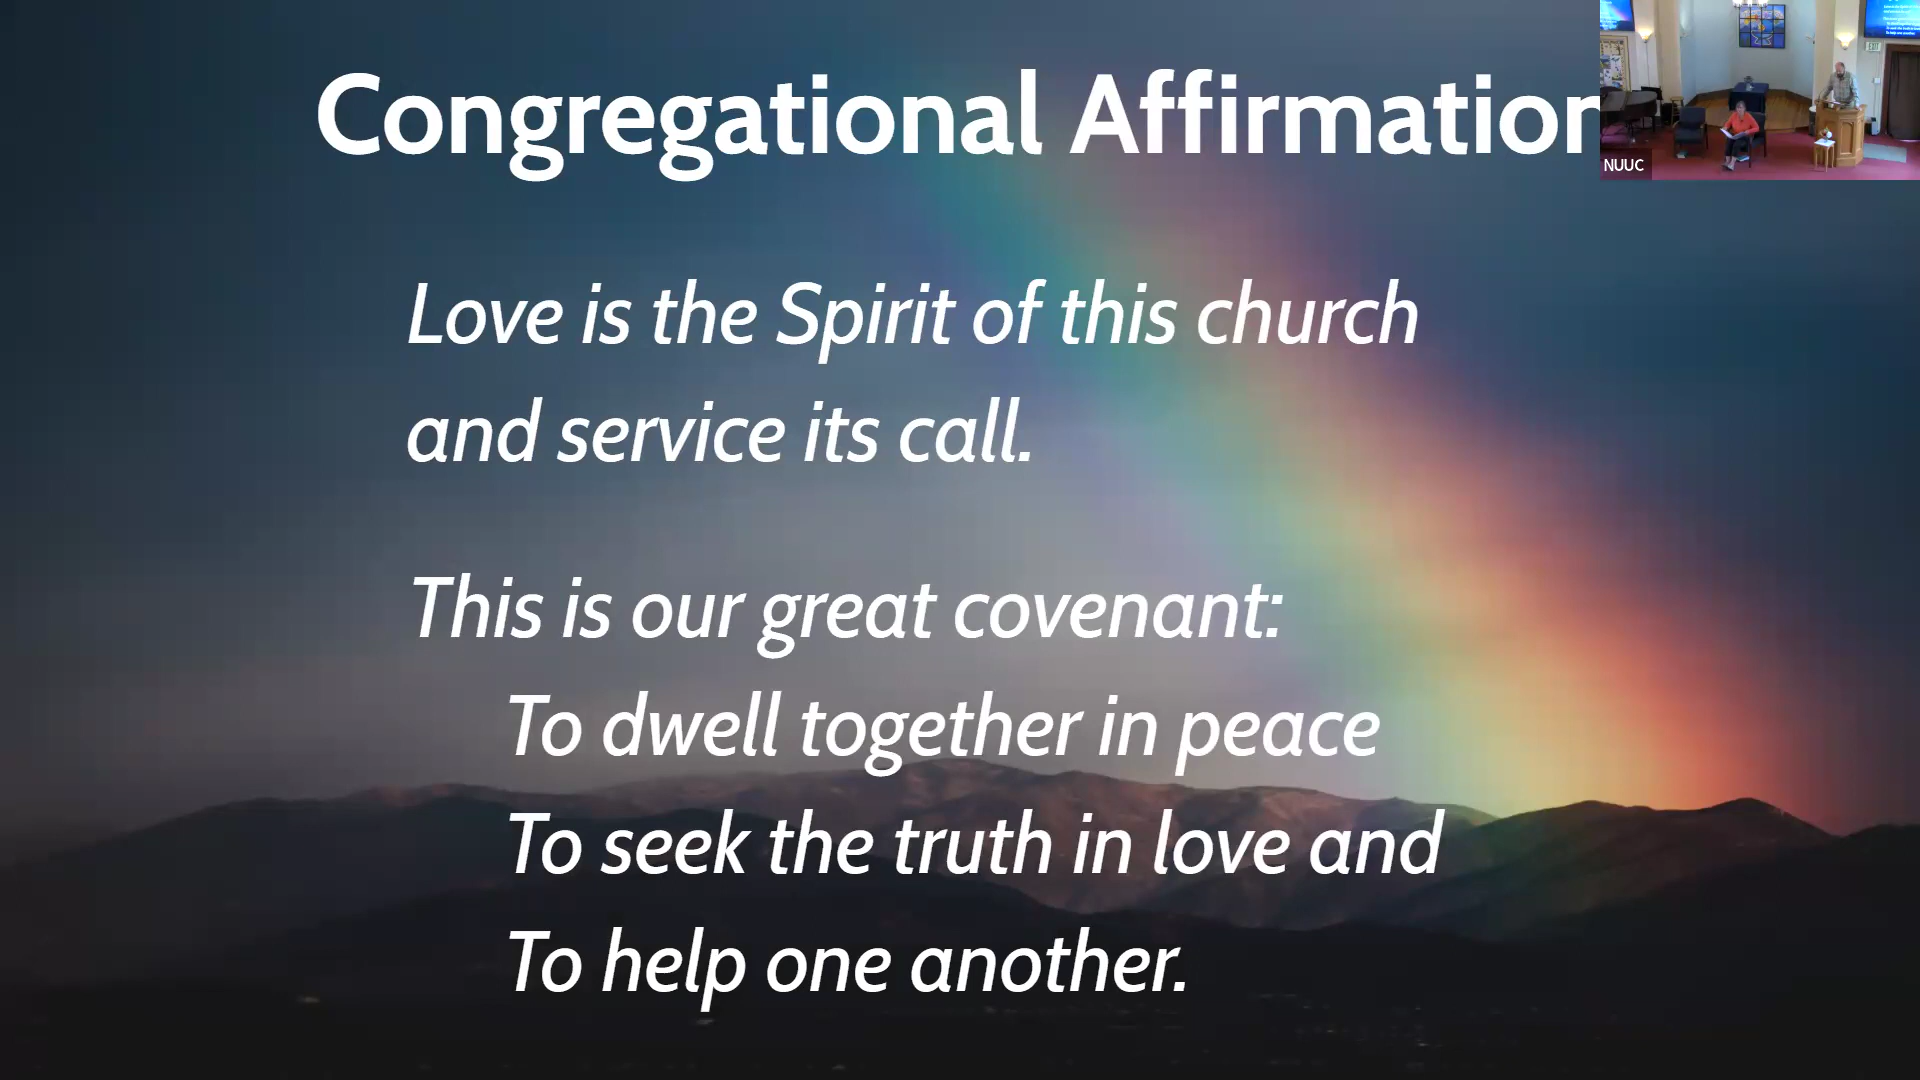 Congregational Affirmation
Love is the Spirit of this church
and service its call.
This is our great covenant:
To dwell together in peace
To seek the truth in love and
To help one another.
NUUC